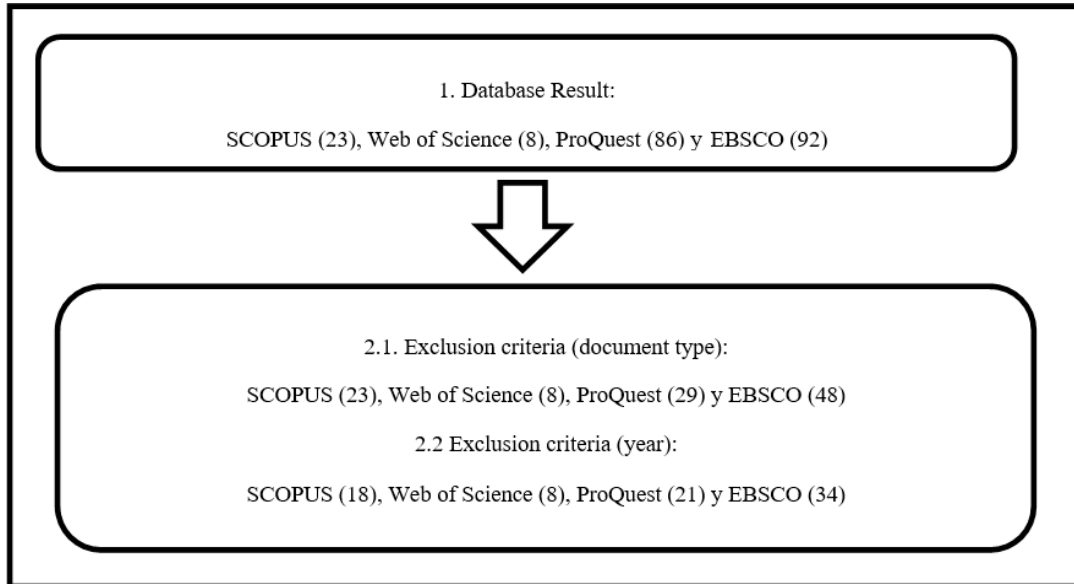 1. Database Result:
SCOPUS (23), Web of Science (8), ProQuest (86) y EBSCO (92)
2.1. Exclusion criteria (document type):
SCOPUS (23), Web of Science (8), ProQuest (29) y EBSCO (48)
2.2 Exclusion criteria (year):
SCOPUS (18), Web of Science (8), ProQuest (21) y EBSCO (34)